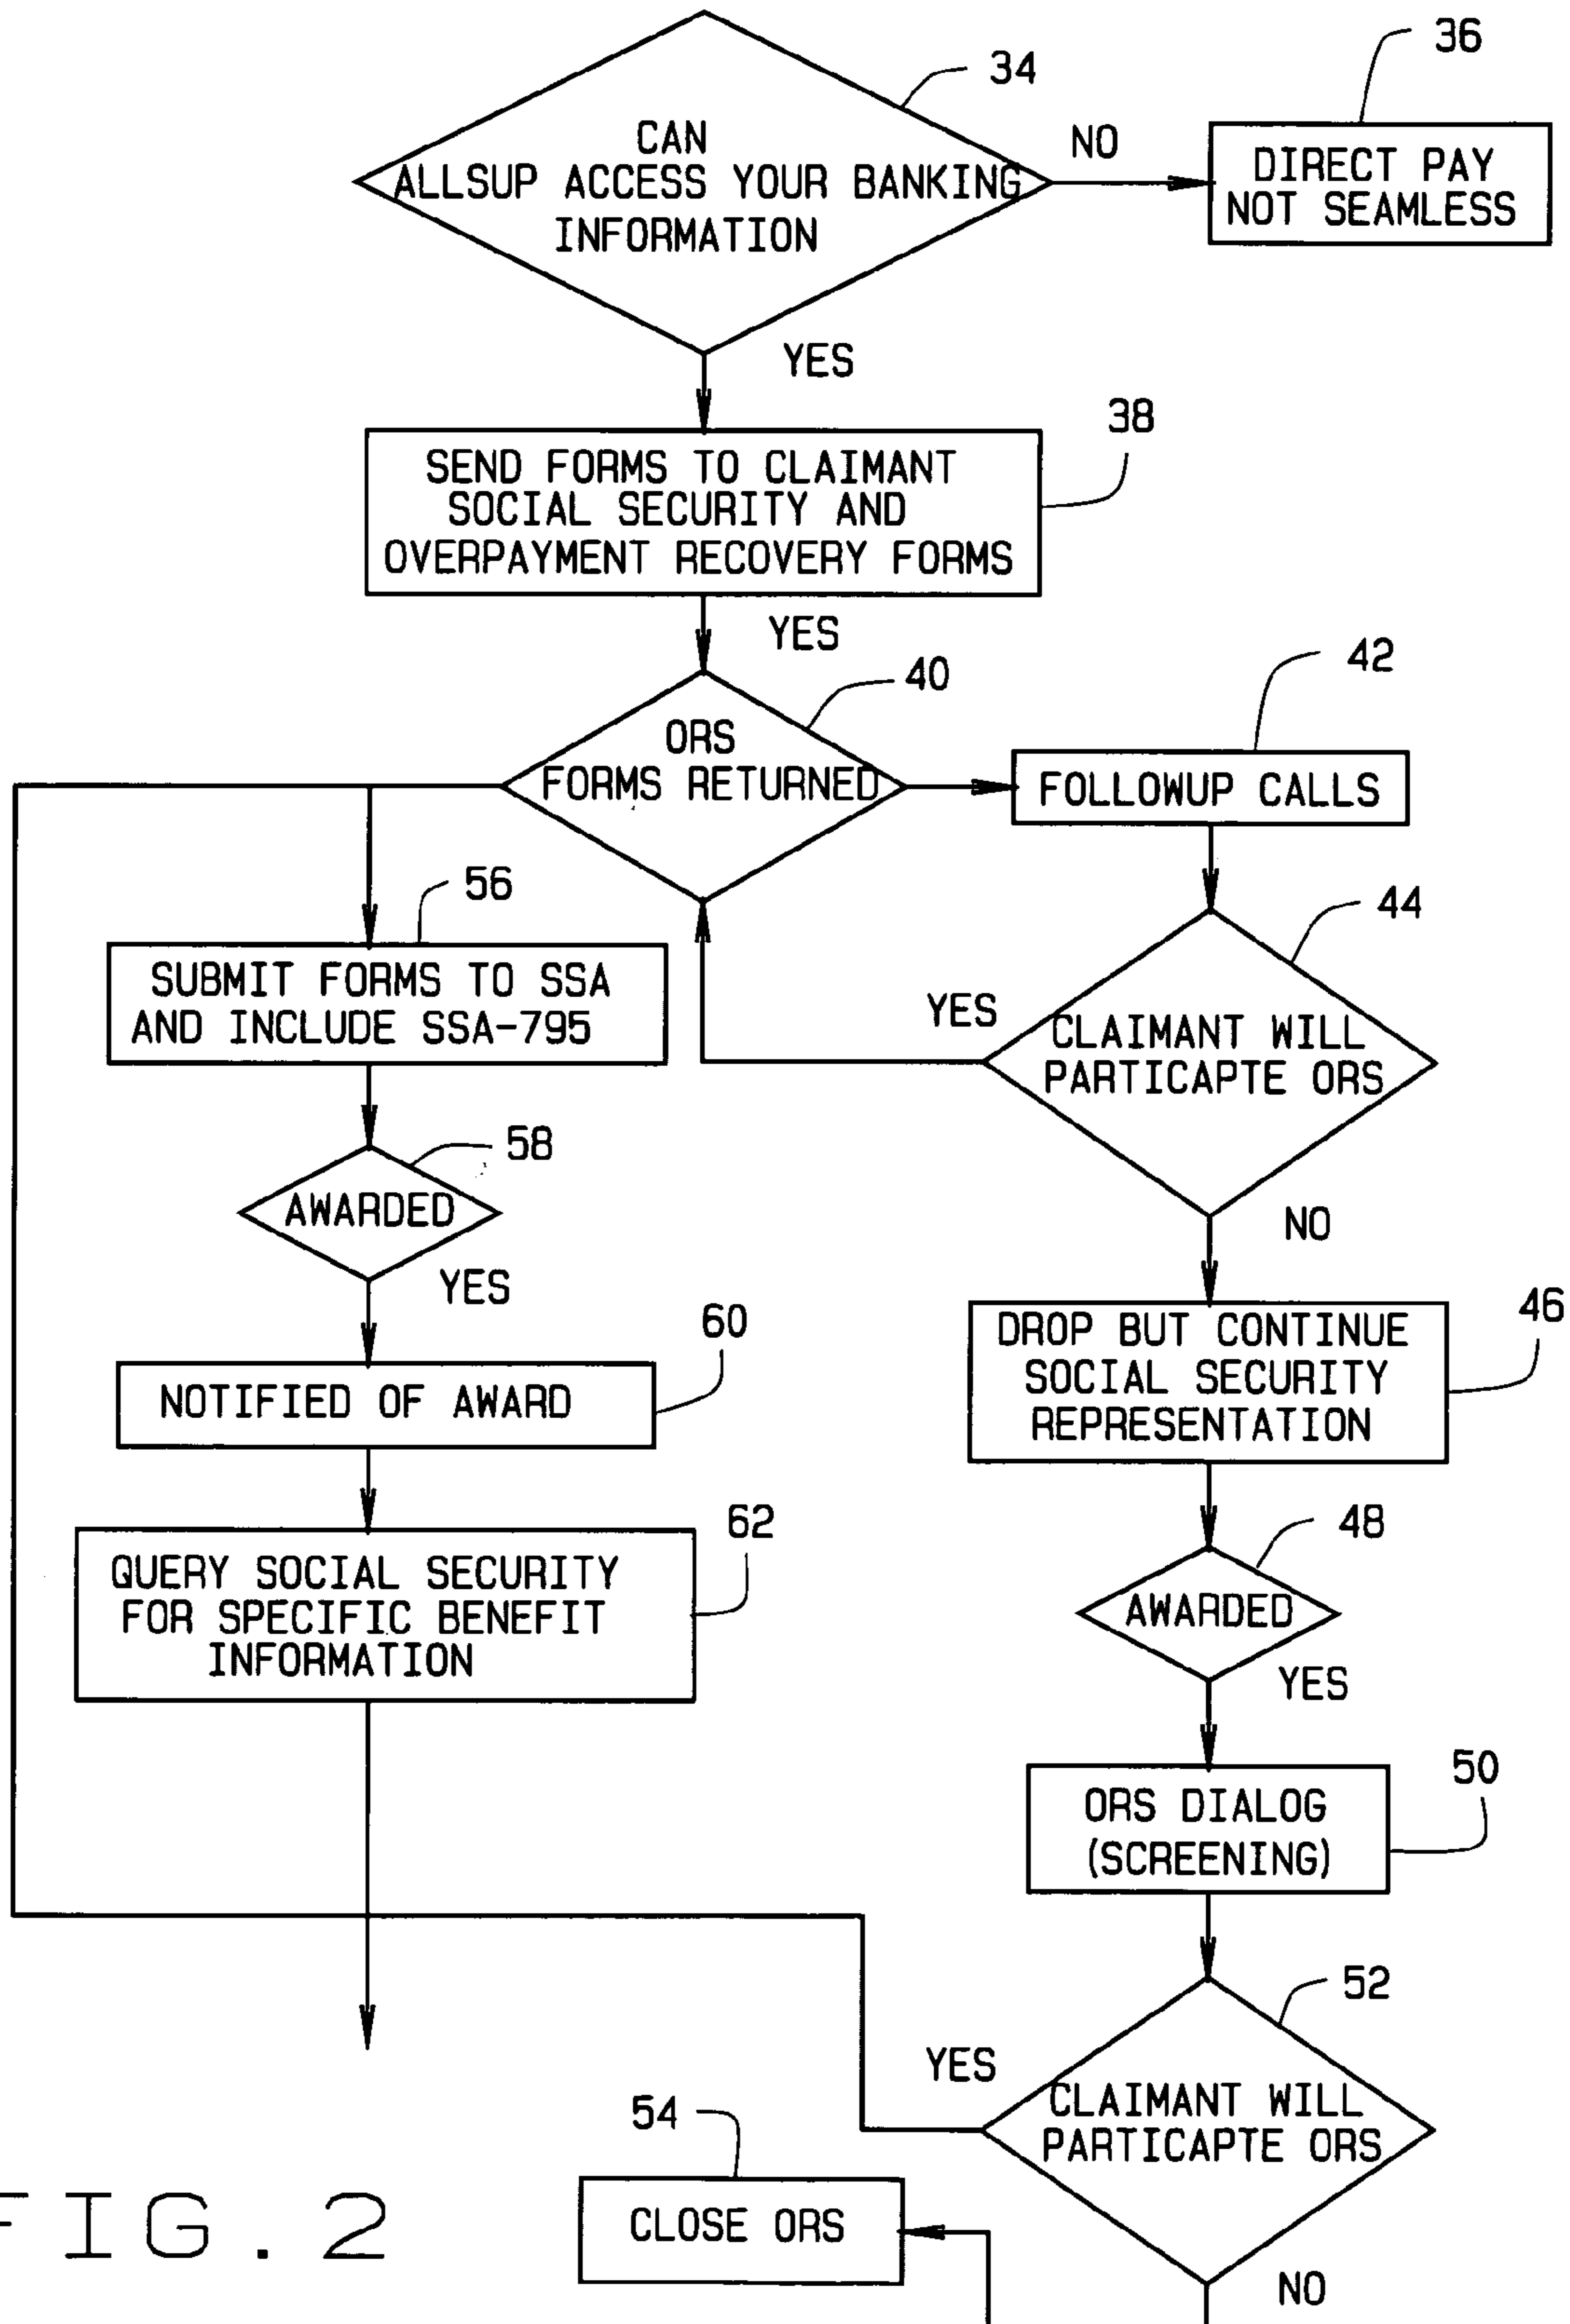 34
36
CAN
ALLSUP ACCESS YOUR BANKING
INFORMATION
NO
DIRECT PAY
NOT SEAMLESS
YES
38
SEND FORMS TO CLAIMANT
SOCIAL SECURITY AND
OVERPAYMENT RECOVERY FORMS
YES
40
ORS
FORMS RETURNED
42
FOLLOWUP CALLS
44
YES
CLAIMANT WILL
PARTICAPTE ORS
NO
56
SUBMIT FORMS TO SSA
AND INCLUDE SSA-795
58
AWARDED
YES
60
NOTIFIED OF AWARD
62
QUERY SOCIAL SECURITY
FOR SPECIFIC BENEFIT
INFORMATION
46
DROP BUT CONTINUE
SOCIAL SECURITY
REPRESENTATION
48
AWARDED
YES
50
ORS DIALOG
(SCREENING)
52
YES
CLAIMANT WILL
PARTICAPTE ORS
NO
54
CLOSE ORS
FIG. 2